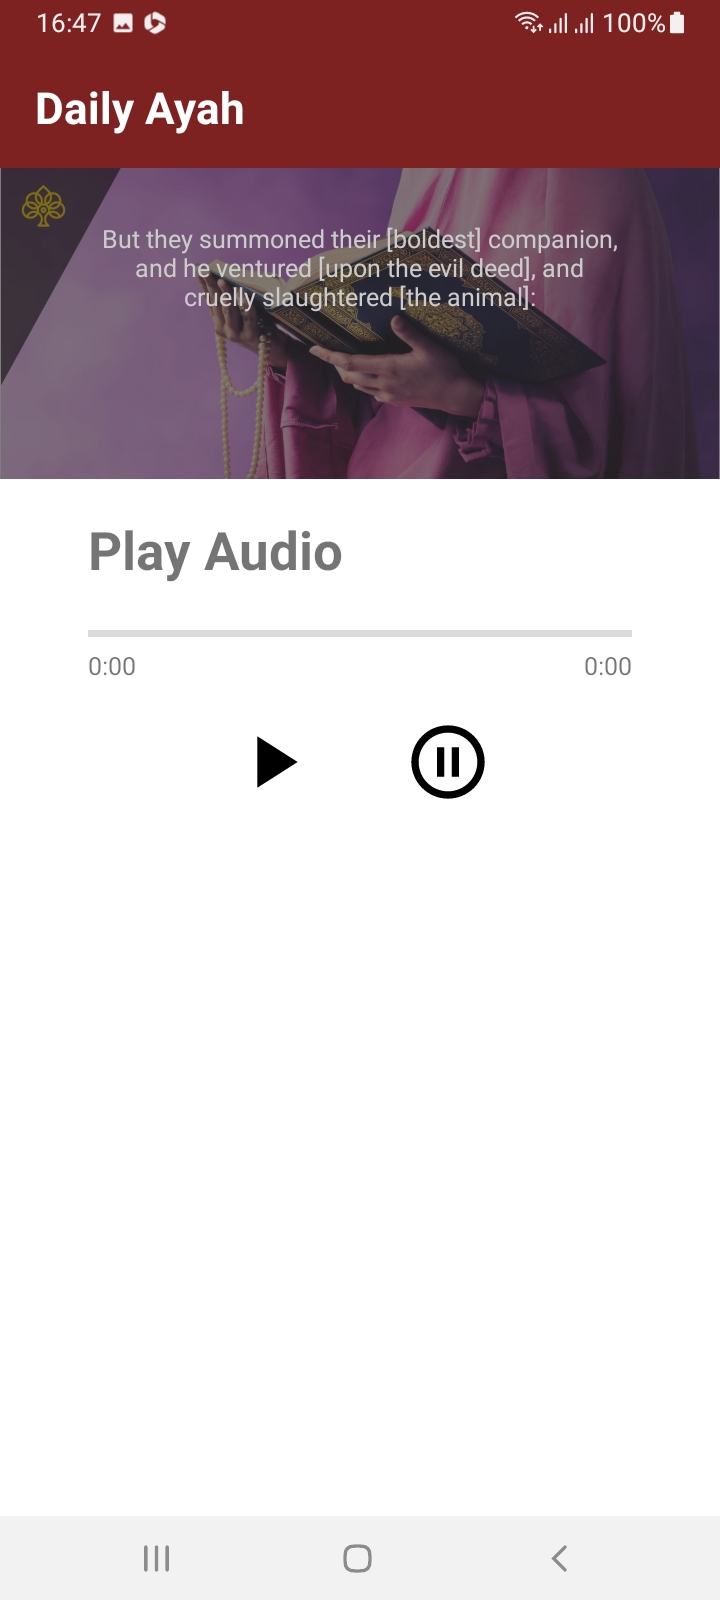 16:47
100%
Daily Ayah
But they summoned their [boldest] companion,
and he ventured [upon the evil deed], and
cruelly slaughtered [the animal]:
Play Audio
0:00
0:00